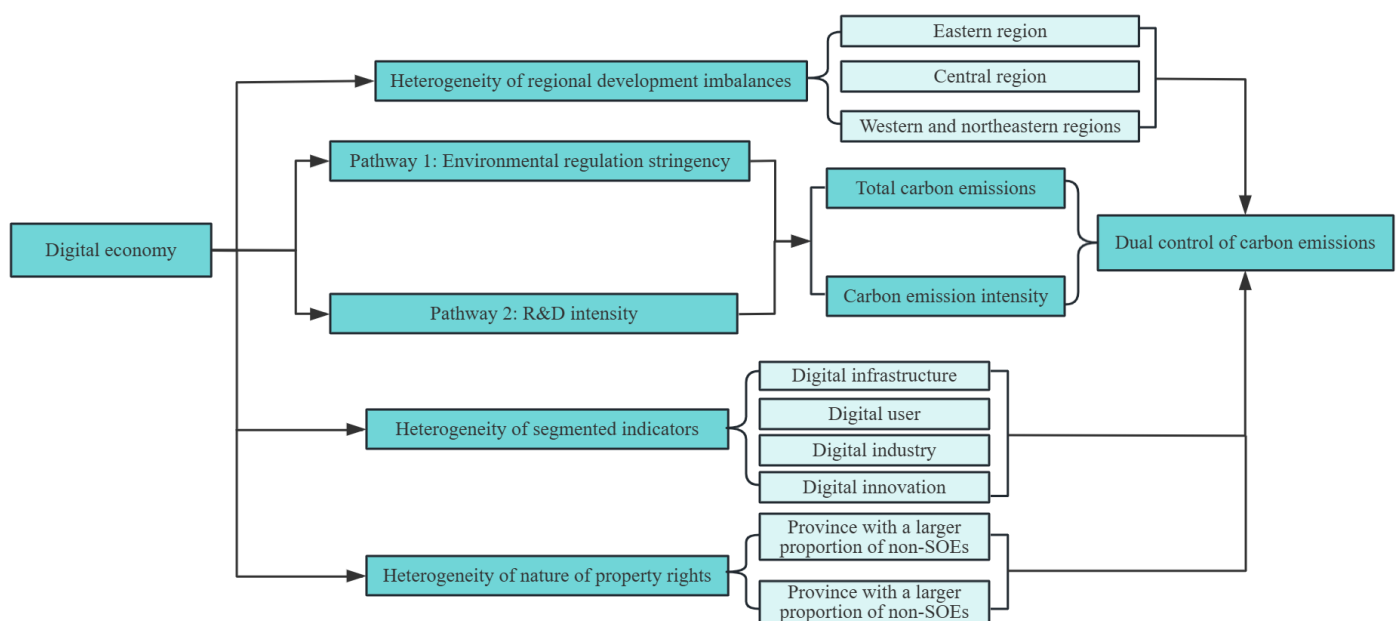 Eastern region
Heterogeneity of regional development imbalances
Central region
Western and northeastern regions
Pathway 1: Environmental regulation stringency
Total carbon emissions
Digital economy
Dual control of carbon emissions
Carbon emission intensity
Pathway 2: R&D intensity
Digital infrastructure
Digital user
Heterogeneity of segmented indicators
Digital industry
Digital innovation
Province with a larger
proportion of non-SOEs
Heterogeneity of nature of property rights
Province with a larger
proportion of non-SOEs